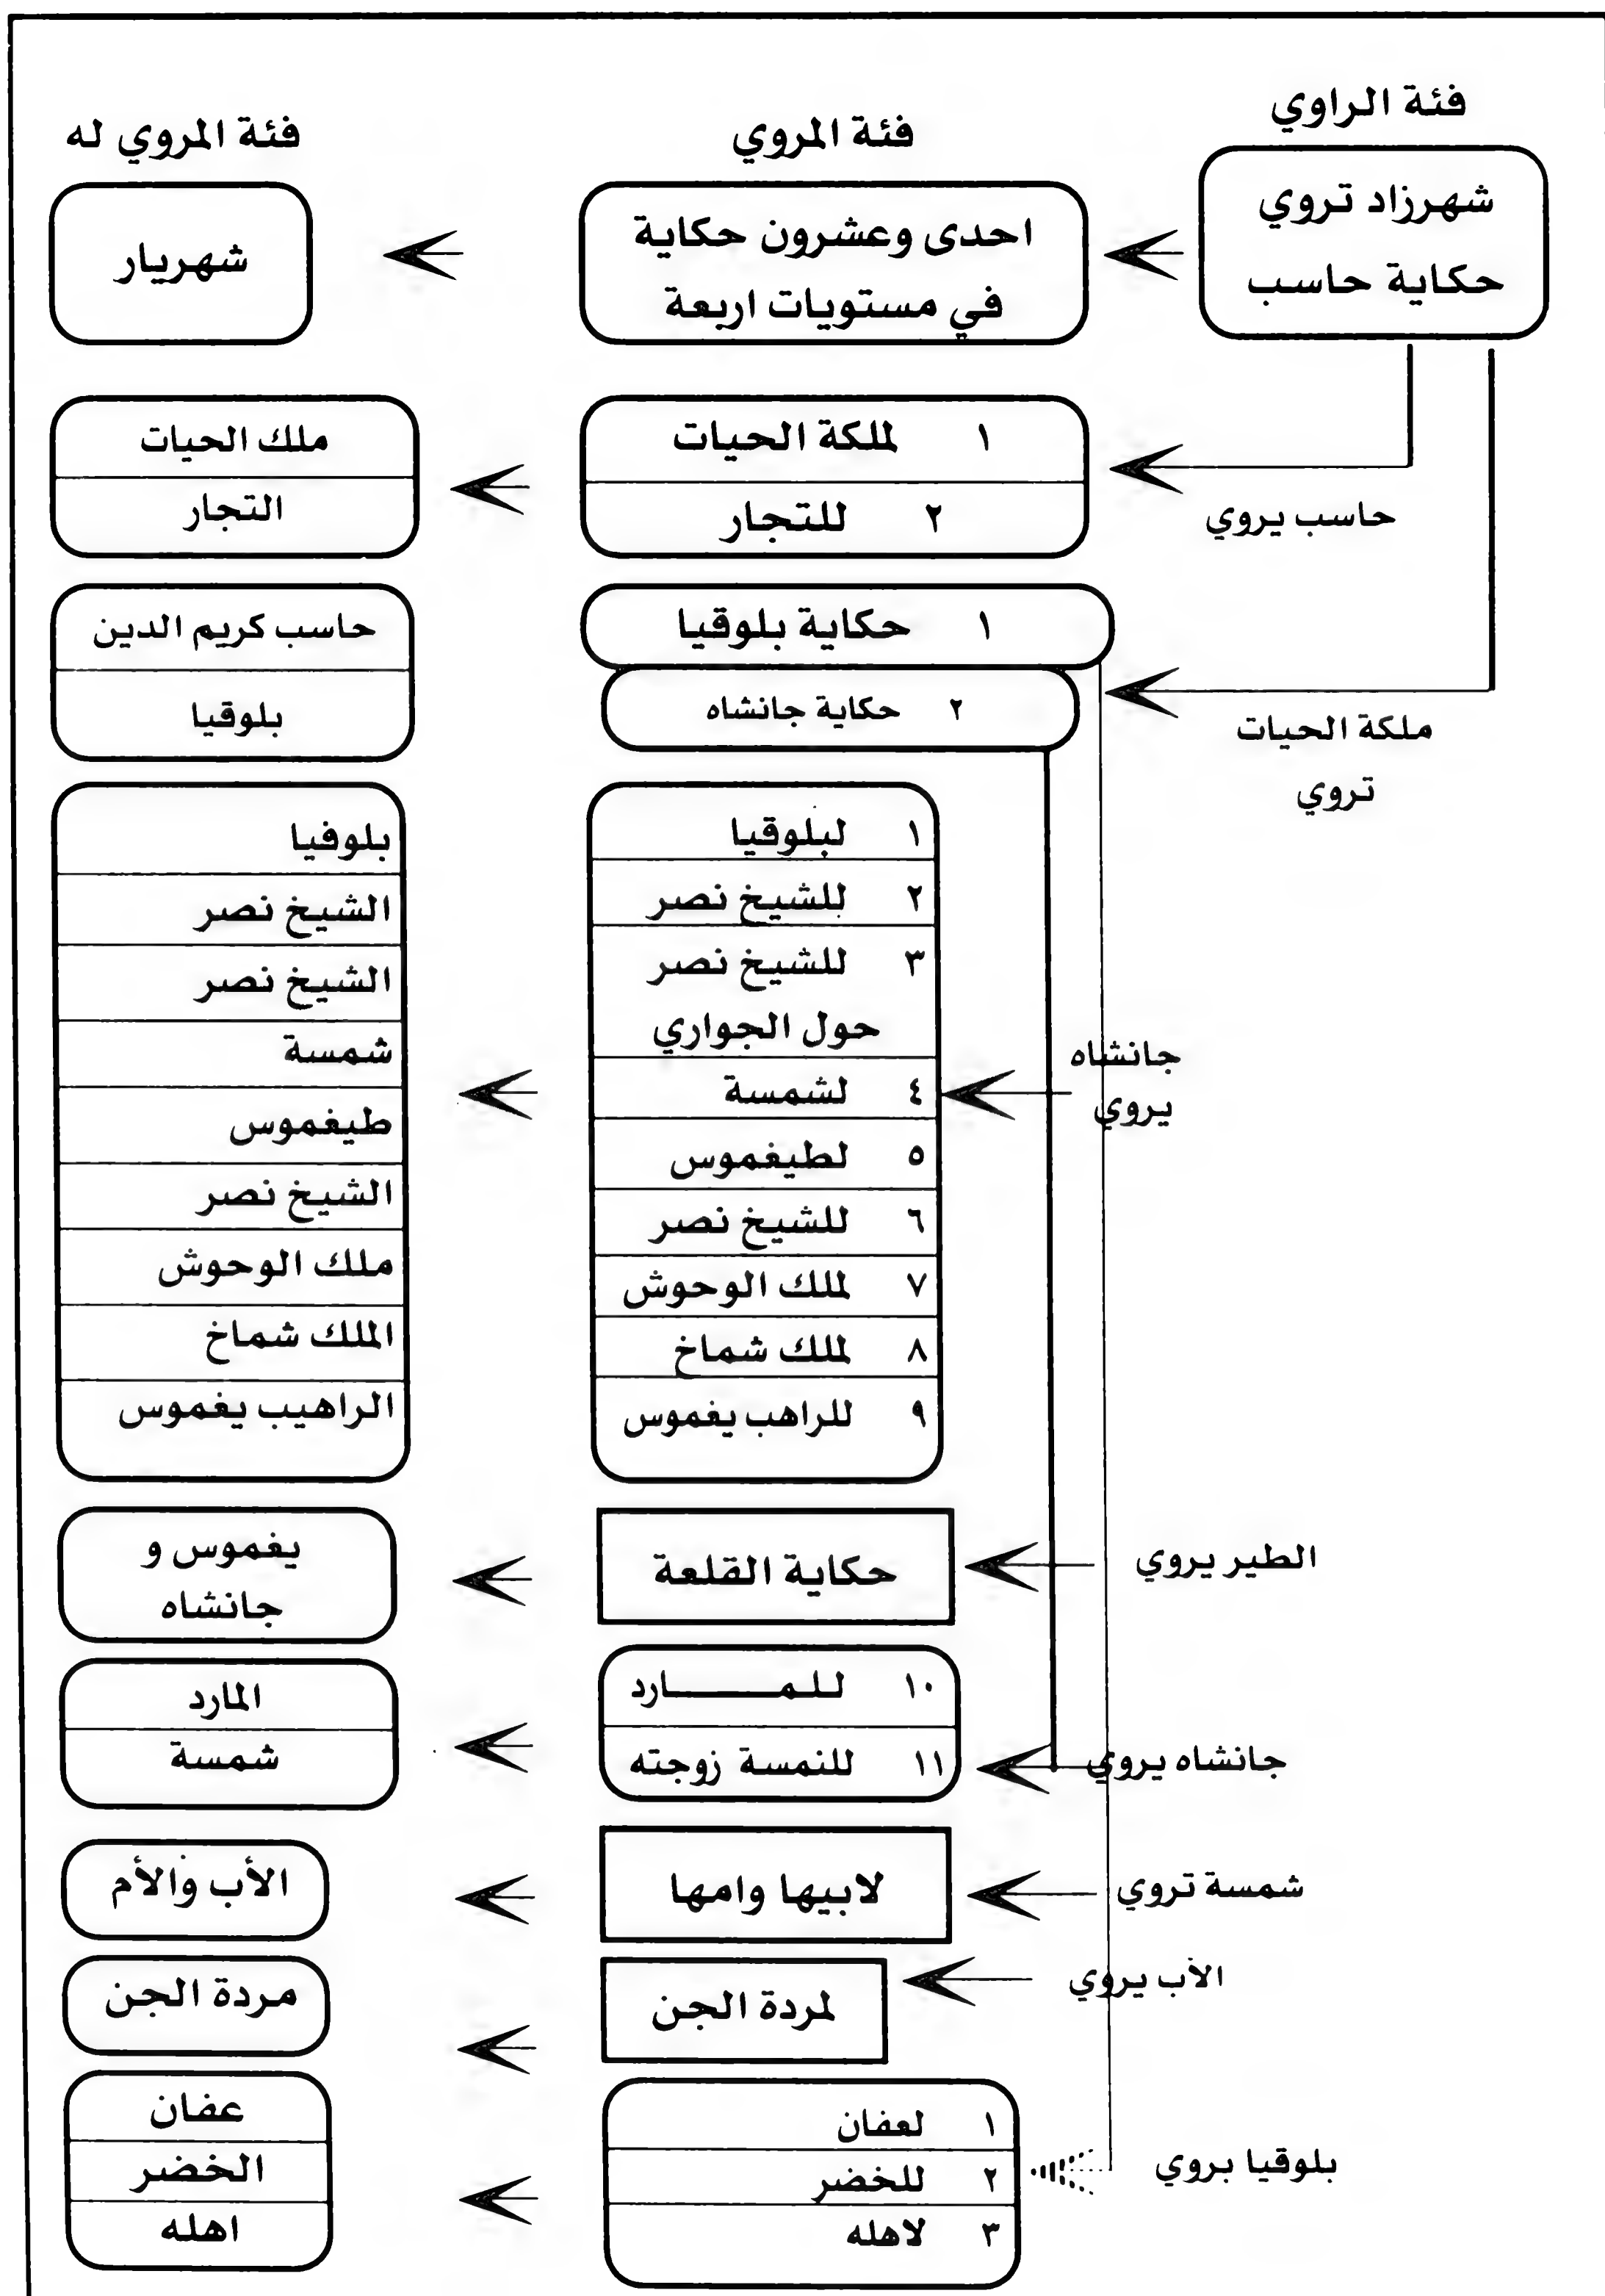 فئة الراوي
فئة المروي
فئة المروي له
شهرزاد تروي
حكاية حاسب
احدى وعشرون حكاية
في مستويات اربعة
شهريار
حاسب يروي
١ لملكة الحيات
٢ للتجار
ملك الحيات
التجار
ملكة الحيات
تروي
١ حكاية بلوقيا
٢ حكاية جانشاه
حاسب كريم الدين
بلوقيا
جانشاه
يروي
١ لبلوقيا
٢ للشيخ نصر
٣ للشيخ نصر
حول الجواري
٤ لشمسة
٥ لطيغموس
٦ للشيخ نصر
٧ لملك الوحوش
٨ لملك شماخ
٩ للراهب يغموس
بلوفيا
الشيخ نصر
الشيخ نصر
شمسة
طيغموس
الشيخ نصر
ملك الوحوش
الملك شماخ
الراهيب يغموس
الطير يروي
حكاية القلعة
يغموس و
جانشاه
جانشاه يروي
١٠ للمـــــارد
١١ للنمسة زوجته
المارد
شمسة
شمسة تروي
لابيها وامها
الأب والأم
الأب يروي
لمردة الجن
مردة الجن
بلوقيا بروي
١ لعفان
٢ للخضر
٣ لاهله
عفان
الخضر
اهله